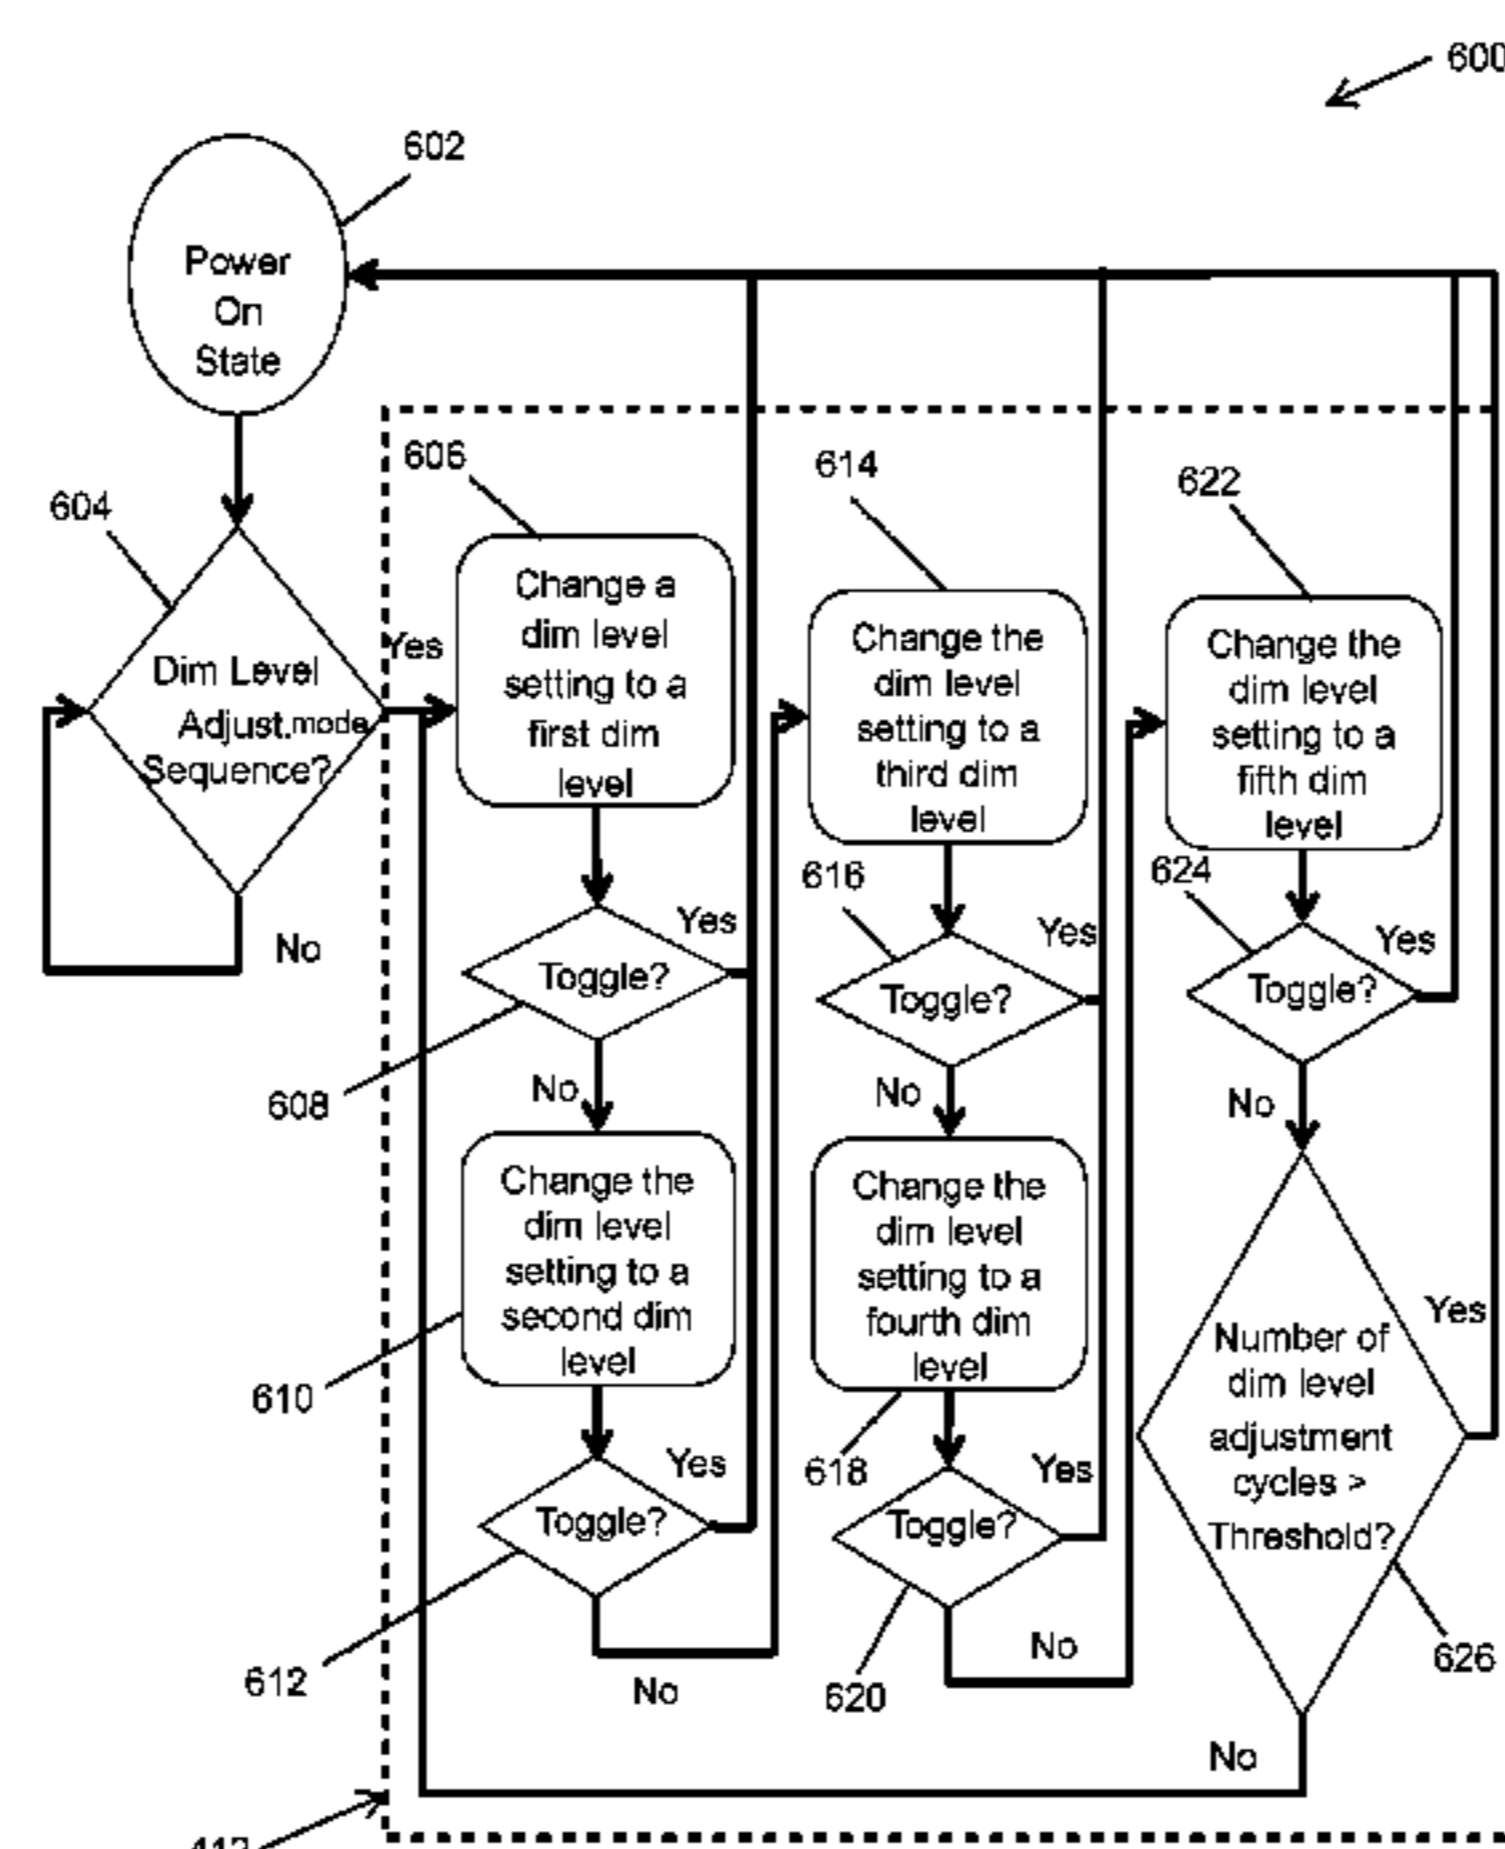 600
602
Power
On
State
604
Dim Level
Adjust.mode
Sequence?
Yes
No
606
Change a
dim level
setting to a
first dim
level
Toggle?
Yes
608
No
Change the
dim level
setting to a
second dim
level
610
Toggle?
Yes
612
No
614
Change the
dim level
setting to a
third dim
level
616
Toggle?
Yes
No
Change the
dim level
setting to a
fourth dim
level
618
Toggle?
Yes
620
No
622
Change the
dim level
setting to a
fifth dim
level
624
Toggle?
Yes
No
Number of
dim level
adjustment
cycles >
Threshold?
Yes
626
No